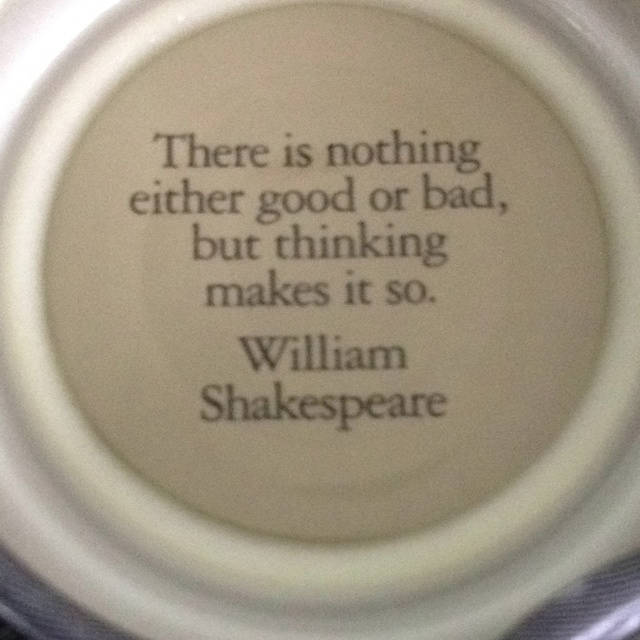 There is nothing
either good or bad,
but thinking
makes it so.
William
Shakespeare